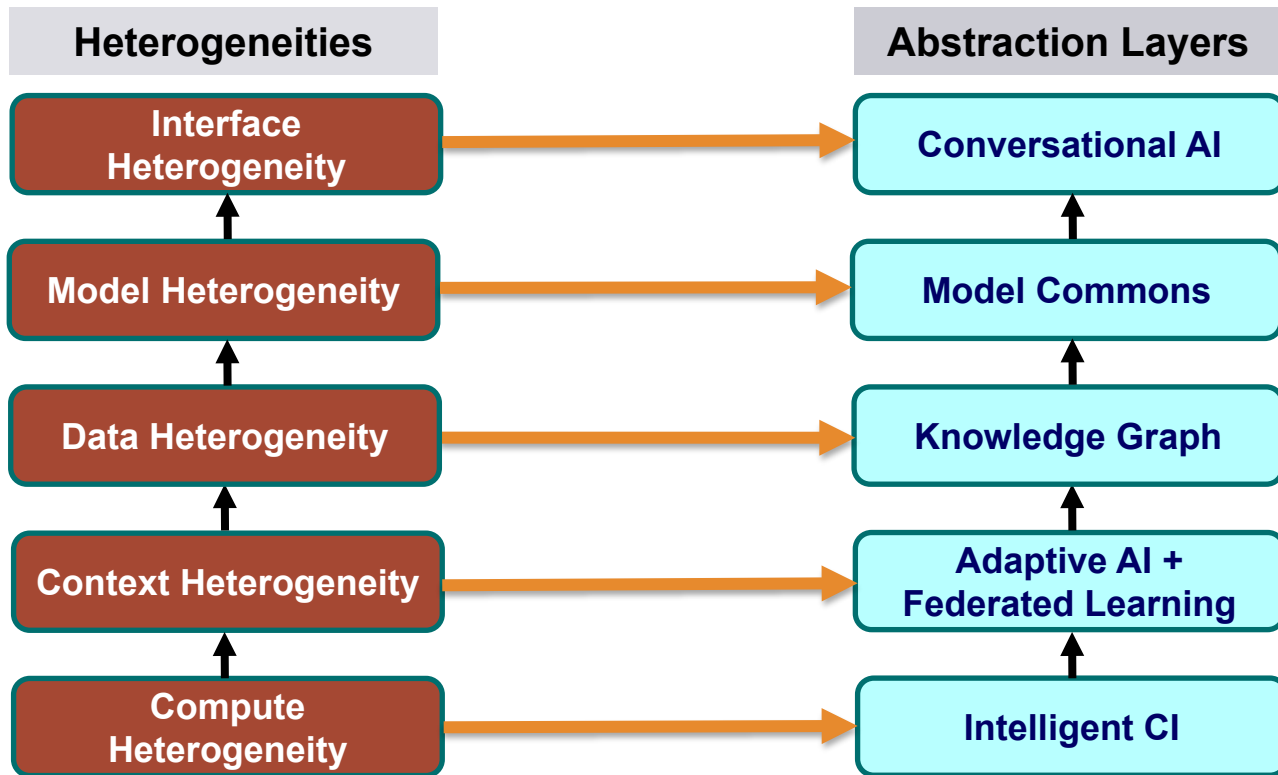 Heterogeneities
Abstraction Layers
Interface
Heterogeneity
Conversational AI
Model Heterogeneity
Model Commons
Data Heterogeneity
Knowledge Graph
Context Heterogeneity
Adaptive AI +
Federated Learning
Compute
Heterogeneity
Intelligent CI